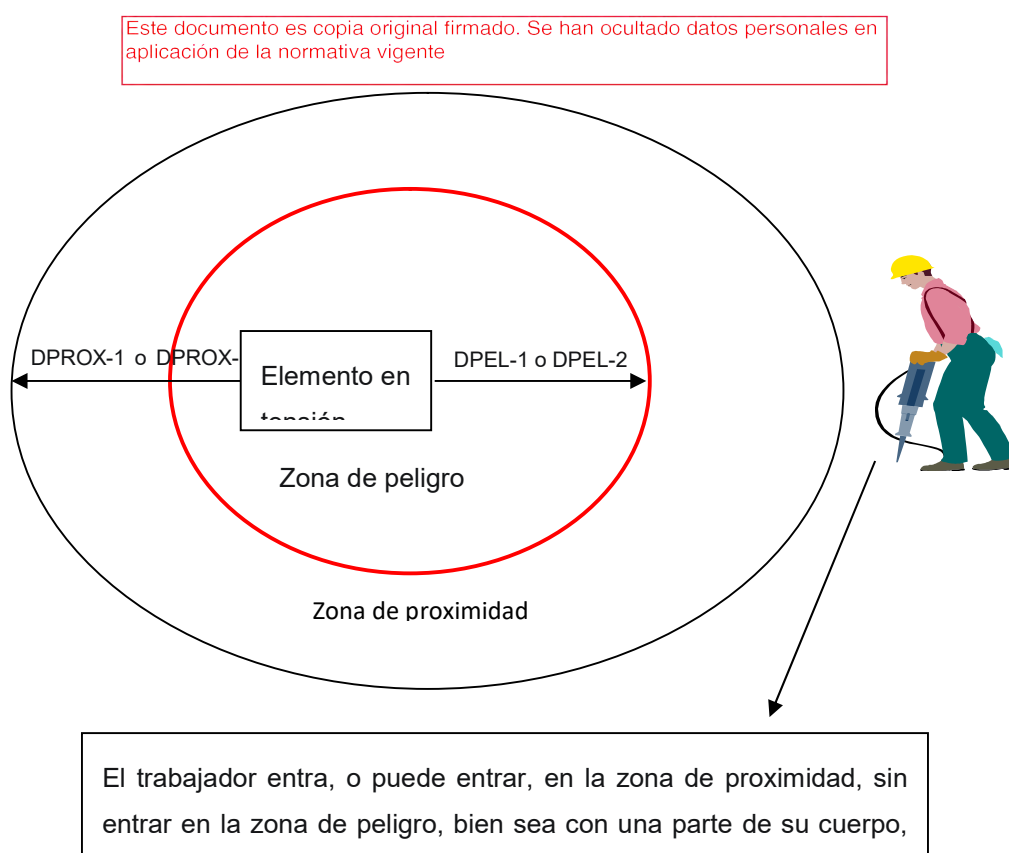 Este documento es copia original firmado. Se han ocultado datos personales en
aplicación de la normativa vigente
DPROX-1 o DPROX-
Elemento en
tensión
DPEL-1 o DPEL-2
Zona de peligro
Zona de proximidad
El trabajador entra, o puede entrar, en la zona de proximidad, sin
entrar en la zona de peligro, bien sea con una parte de su cuerpo,